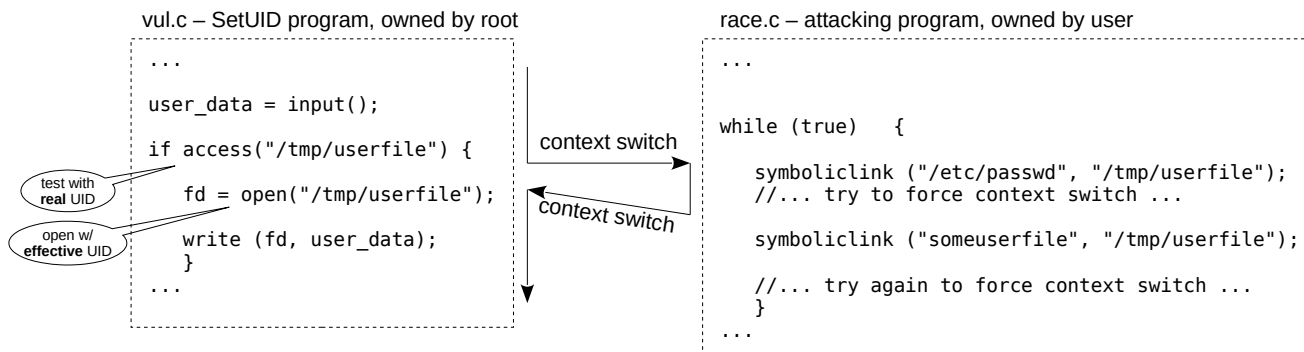 vul.c – SetUID program, owned by root
...
user_data = input();
if access("/tmp/userfile") {
test with
real UID
fd = open("/tmp/userfile");
open w/
effective UID
write (fd, user_data);
}
...
context switch
context switch
race.c – attacking program, owned by user
...
while (true)   {
symboliclink ("/etc/passwd", "/tmp/userfile");
//... try to force context switch ...
symboliclink ("someuserfile", "/tmp/userfile");
//... try again to force context switch ...
}
...